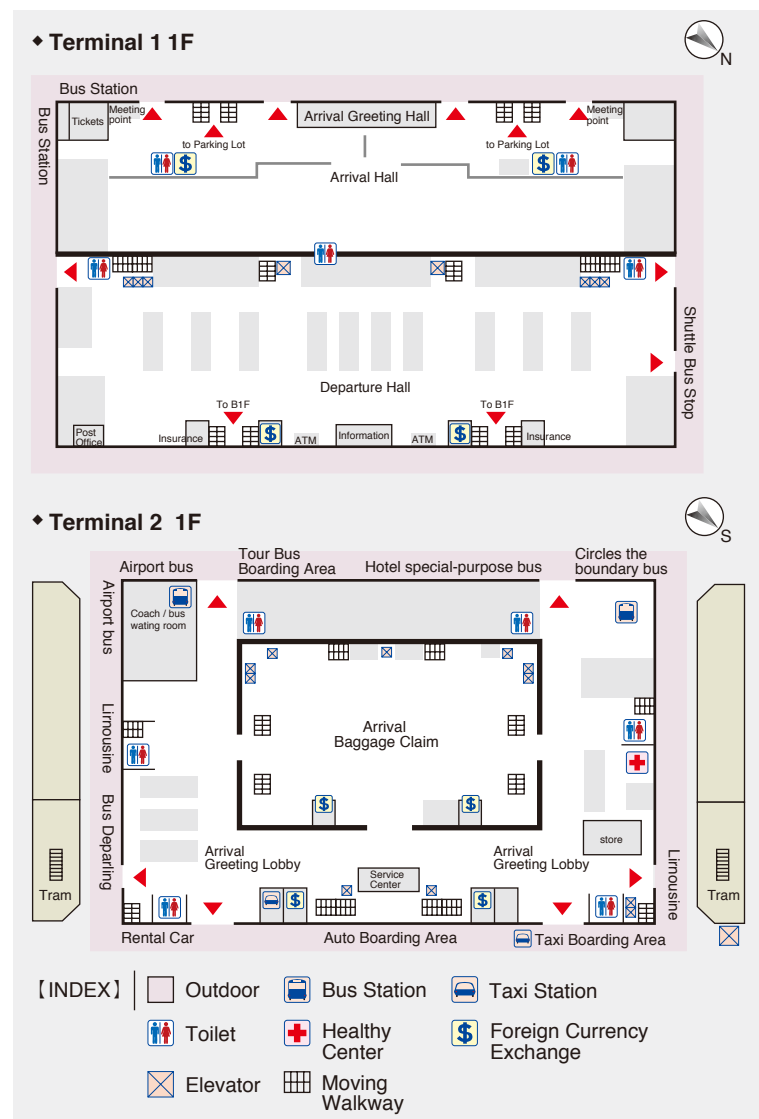 ◆ Terminal 1 1F
N
Bus Station
Bus Station
Tickets
Meeting
point
Arrival Greeting Hall
Meeting
point
to Parking Lot
to Parking Lot
Arrival Hall
Shuttle Bus Stop
Departure Hall
To B1F
To B1F
Post
Office
Insurance
ATM
Information
ATM
Insurance
◆ Terminal 2 1F
S
Airport bus
Tour Bus
Boarding Area
Hotel special-purpose bus
Circles the
boundary bus
Airport bus
Coach / bus
wating room
Limousine
Arrival
Baggage Claim
Bus Departing
store
Arrival
Greeting Lobby
Arrival
Greeting Lobby
Service
Center
Limousine
Tram
Tram
Rental Car
Auto Boarding Area
Taxi Boarding Area
【INDEX】
Outdoor
Bus Station
Taxi Station
Toilet
Healthy
Center
Foreign Currency
Exchange
Elevator
Moving
Walkway